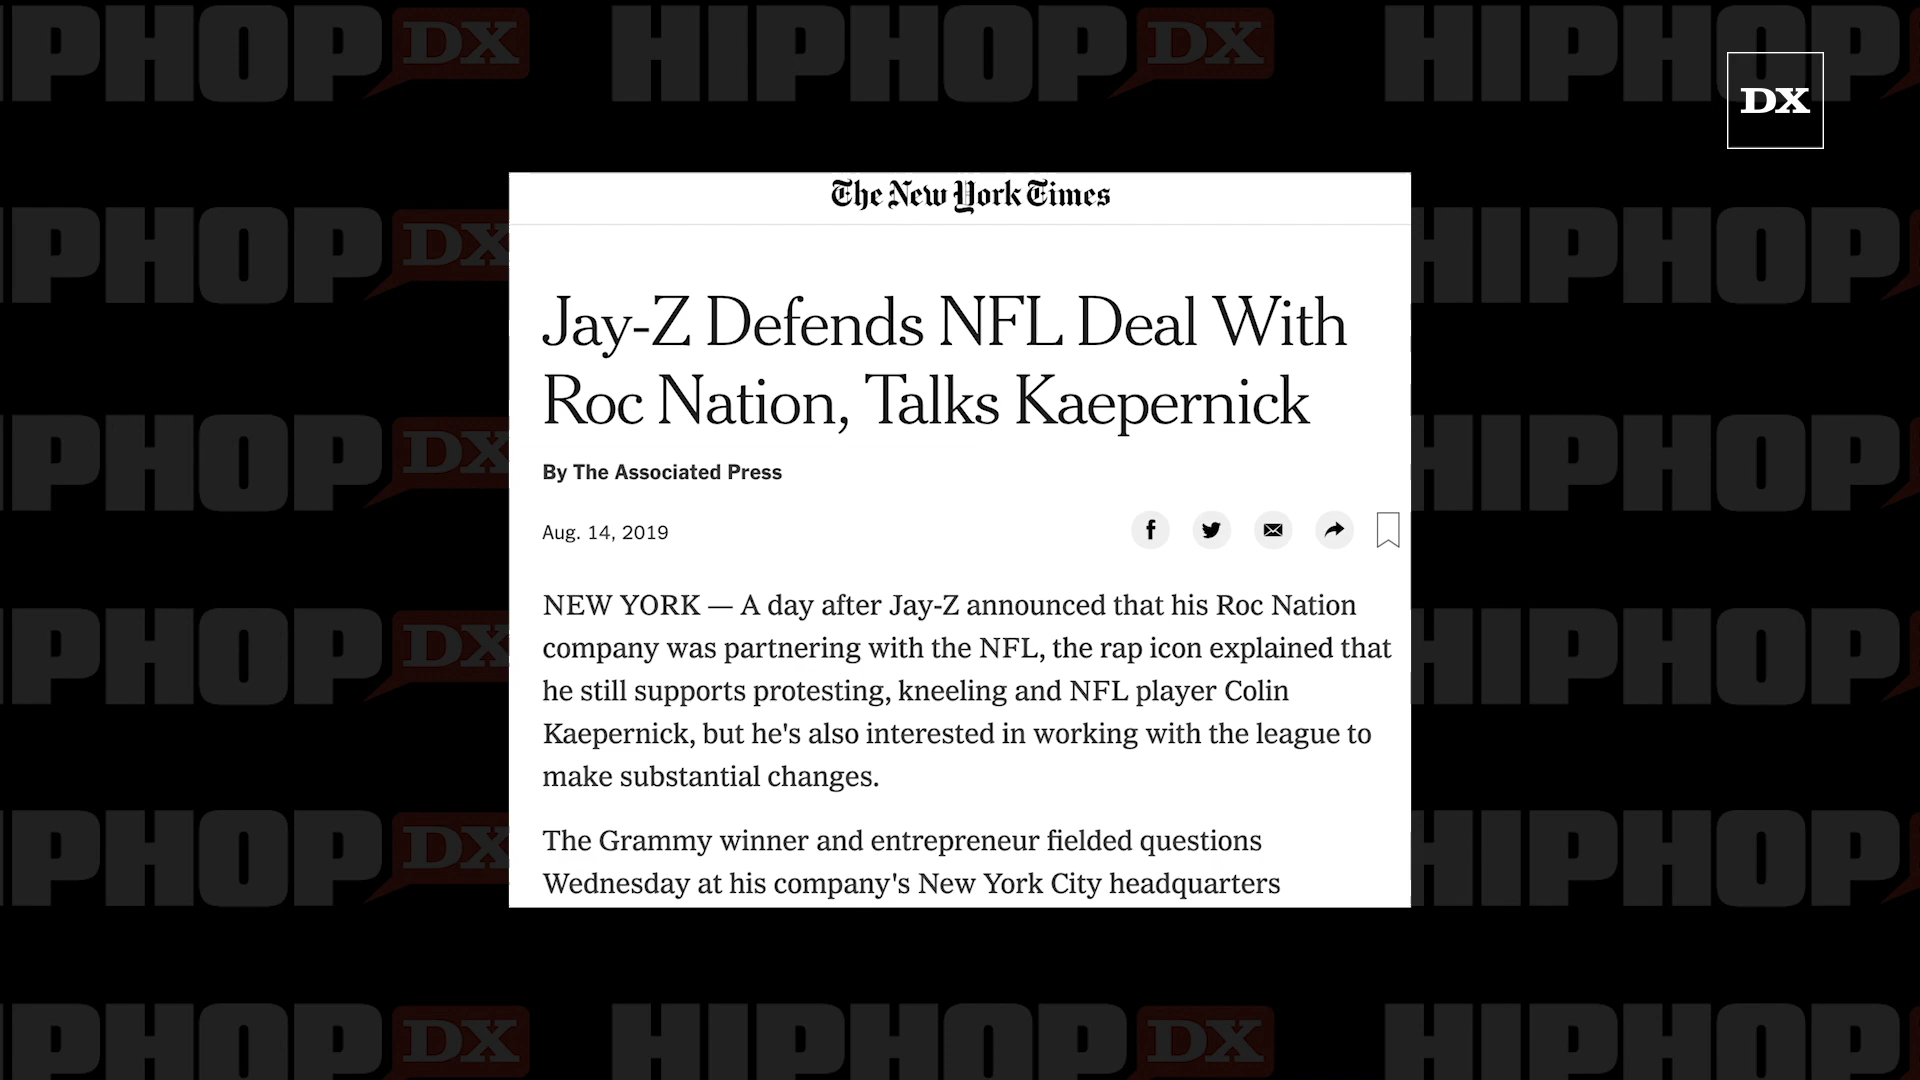 HIPHOP DX
HIPHOP DX
HIPHOP
DX
The New York Times
Jay-Z Defends NFL Deal With
Roc Nation, Talks Kaepernick
By The Associated Press
Aug. 14, 2019
NEW YORK — A day after Jay-Z announced that his Roc Nation
company was partnering with the NFL, the rap icon explained that
he still supports protesting, kneeling and NFL player Colin
Kaepernick, but he's also interested in working with the league to
make substantial changes.
The Grammy winner and entrepreneur fielded questions
Wednesday at his company's New York City headquarters